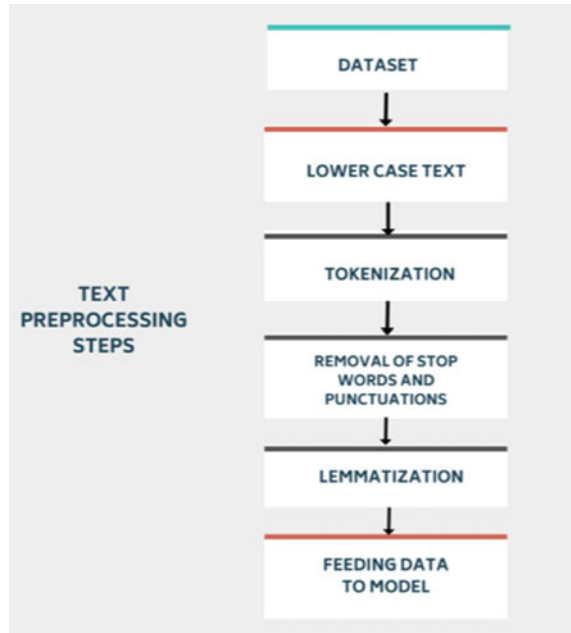 TEXT
PREPROCESSING
STEPS
DATASET
LOWER CASE TEXT
TOKENIZATION
REMOVAL OF STOP
WORDS AND
PUNCTUATIONS
LEMMATIZATION
FEEDING DATA
TO MODEL